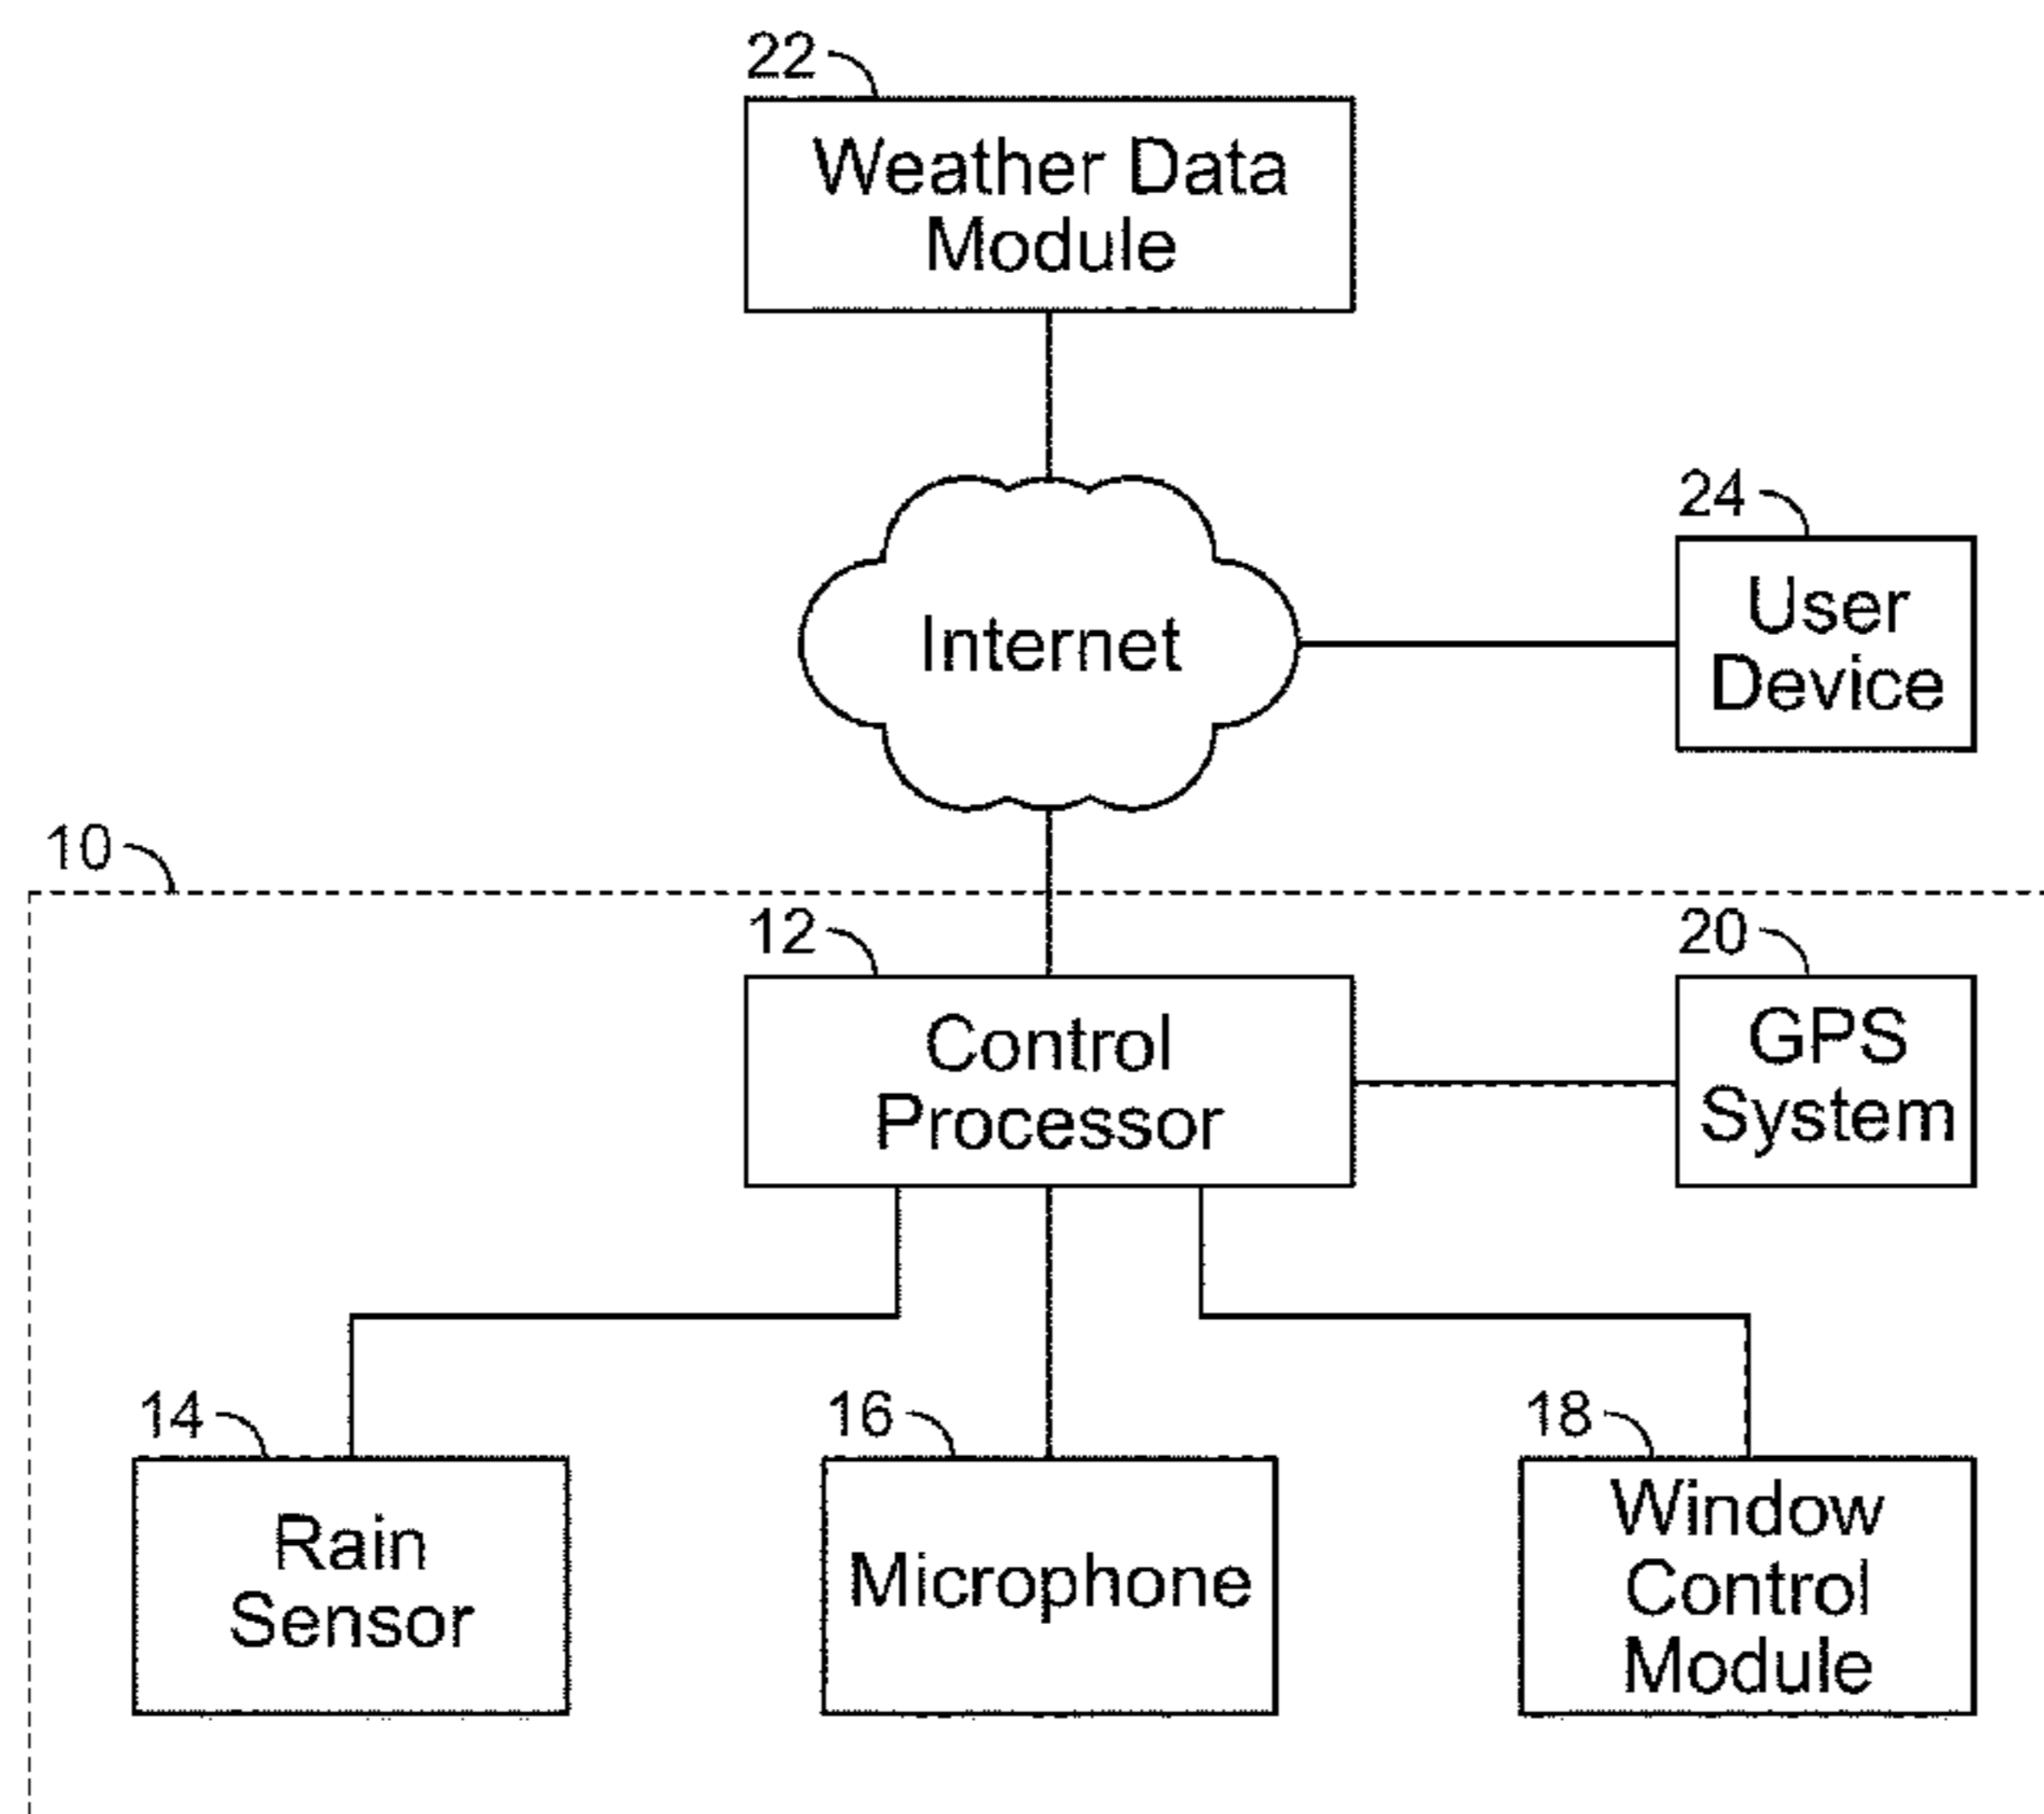 22
Weather Data
Module
Internet
24
User
Device
10
12
Control
Processor
20
GPS
System
14
Rain
Sensor
16
Microphone
18
Window
Control
Module